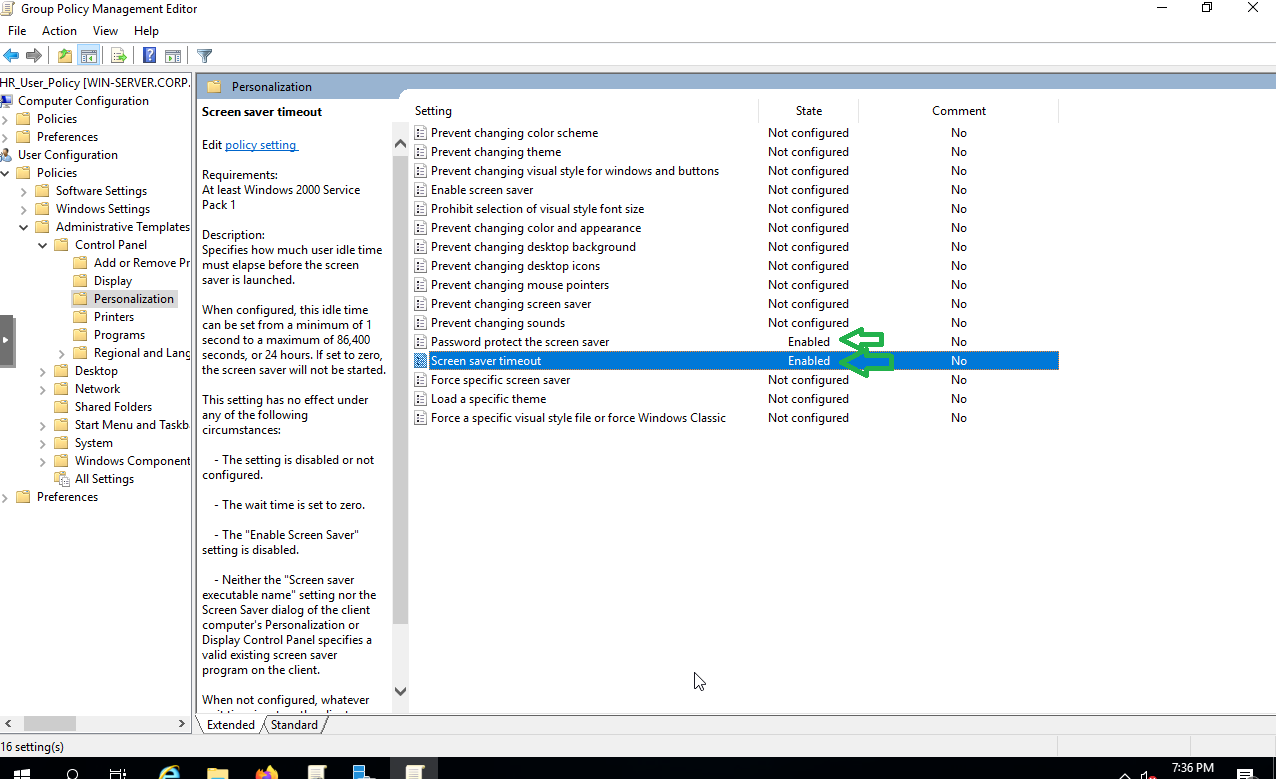 Group Policy Management Editor
File Action View Help
HR_User_Policy [WIN-SERVER.CORP.
Computer Configuration
Policies
Preferences
User Configuration
Policies
Software Settings
Windows Settings
Administrative Templates
Control Panel
Add or Remove Pr
Display
Personalization
Printers
Programs
Regional and Lang
Desktop
Network
Shared Folders
Start Menu and Taskb
System
Windows Component
All Settings
Preferences
Personalization
Screen saver timeout
Edit policy setting
Requirements:
At least Windows 2000 Service
Pack 1
Description:
Specifies how much user idle time
must elapse before the screen
saver is launched.
When configured, this idle time
can be set from a minimum of 1
second to a maximum of 86,400
seconds, or 24 hours. If set to zero,
the screen saver will not be started.
This setting has no effect under
any of the following
circumstances:
- The setting is disabled or not
configured.
- The wait time is set to zero.
- The "Enable Screen Saver"
setting is disabled.
- Neither the "Screen saver
executable name" setting nor the
Screen Saver dialog of the client
computer's Personalization or
Display Control Panel specifies a
valid existing screen saver
program on the client.
When not configured, whatever
Setting State Comment
Prevent changing color scheme Not configured No
Prevent changing theme Not configured No
Prevent changing visual style for windows and buttons Not configured No
Enable screen saver Not configured No
Prohibit selection of visual style font size Not configured No
Prevent changing color and appearance Not configured No
Prevent changing desktop background Not configured No
Prevent changing desktop icons Not configured No
Prevent changing mouse pointers Not configured No
Prevent changing screen saver Not configured No
Prevent changing sounds Not configured No
Password protect the screen saver Enabled No
Screen saver timeout Enabled No
Force specific screen saver Not configured No
Load a specific theme Not configured No
Force a specific visual style file or force Windows Classic Not configured No
Extended Standard
16 setting(s)
7:36 PM